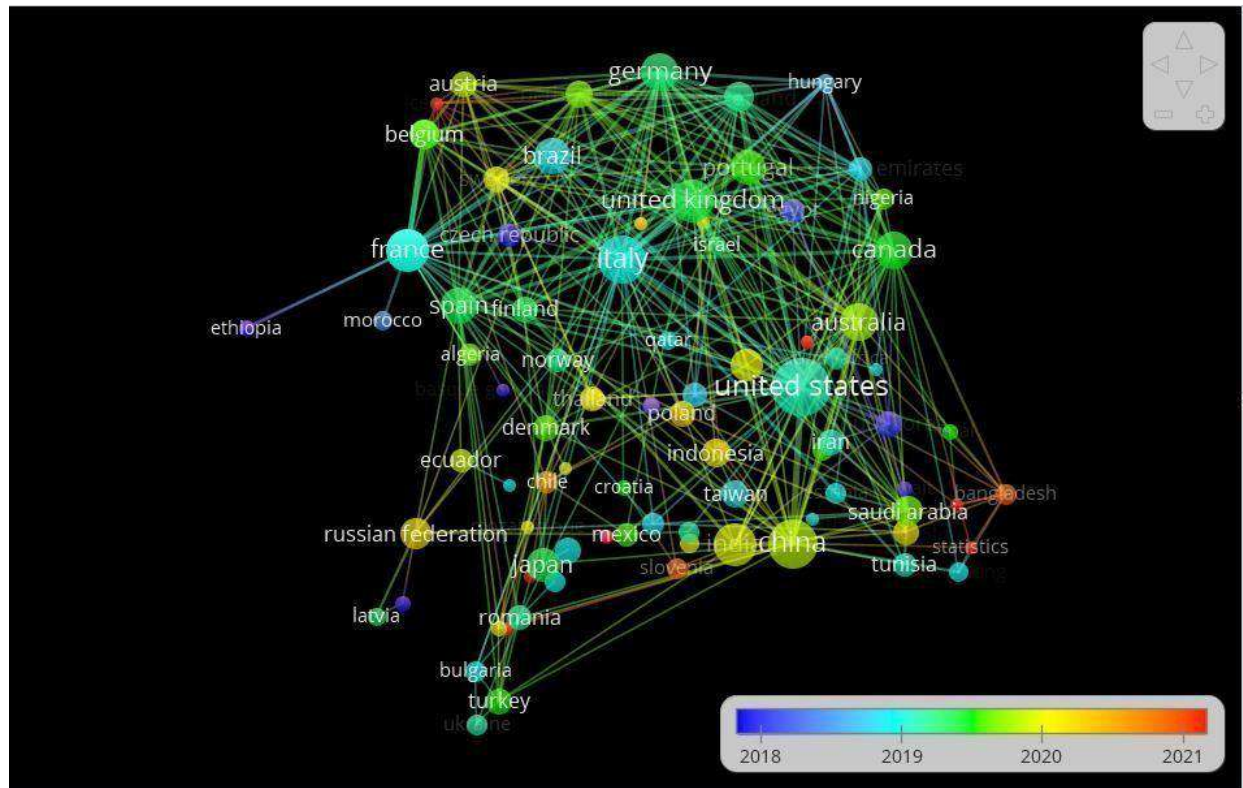 germany
austria
hungary
belgium
brazil
portugal
emirates
united kingdom
nigeria
czech republic
israel
france
italy
canada
spain
finland
ethiopia
morocco
australia
qatar
algeria
norway
united states
thailand
poland
denmark
iran
indonesia
ecuador
chile
croatia
taiwan
bangladesh
saudi arabia
russian federation
mexico
india
china
statistics
japan
slovenia
tunisia
latvia
romania
bulgaria
turkey
ukraine
2018
2019
2020
2021